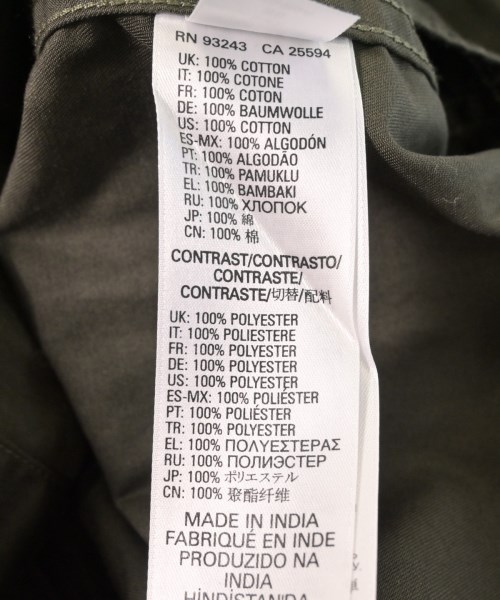 RN 93243 CA 25594
UK: 100% COTTON
IT: 100% COTONE
FR: 100% COTON
DE: 100% BAUMWOLLE
US: 100% COTTON
ES-MX: 100% ALGODÓN
PT: 100% ALGODÃO
TR: 100% PAMUKLU
EL: 100% BAMBAKI
RU: 100% ХЛОПОК
JP: 100% 綿
CN: 100% 棉
CONTRAST/CONTRASTO/
CONTRASTE/
CONTRASTE/切替/配料
UK: 100% POLYESTER
IT: 100% POLIESTERE
FR: 100% POLYESTER
DE: 100% POLYESTER
US: 100% POLYESTER
ES-MX: 100% POLIÉSTER
PT: 100% POLIÉSTER
TR: 100% POLYESTER
EL: 100% ΠΟΛΥΕΣΤΕΡΑΣ
RU: 100% ПОЛИЭСТЕР
JP: 100% ポリエステル
CN: 100% 聚酯纤维
MADE IN INDIA
FABRIQUÉ EN INDE
PRODUZIDO NA
INDIA
HİNDİSTANDA